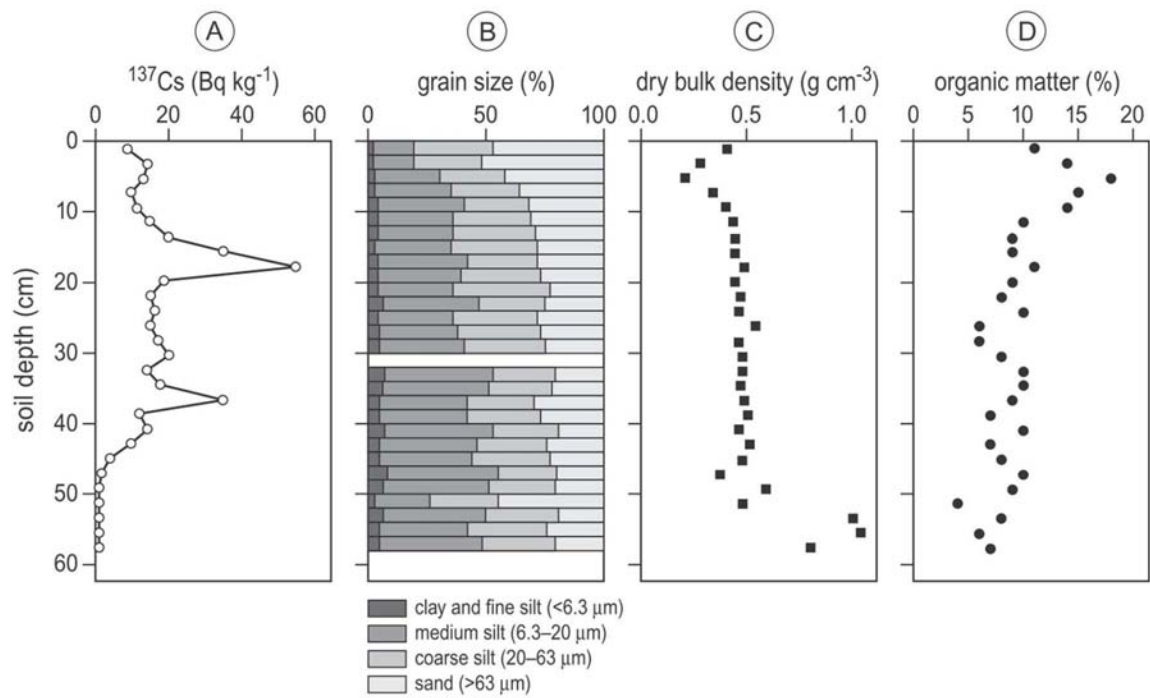 A B C D
¹³⁷Cs (Bq kg⁻¹) grain size (%) dry bulk density (g cm⁻³) organic matter (%)
0 20 40 60 0 50 100 0.0 0.5 1.0 0 5 10 15 20
soil depth (cm)
0
10
20
30
40
50
60
clay and fine silt (<6.3 µm)
medium silt (6.3–20 µm)
coarse silt (20–63 µm)
sand (>63 µm)